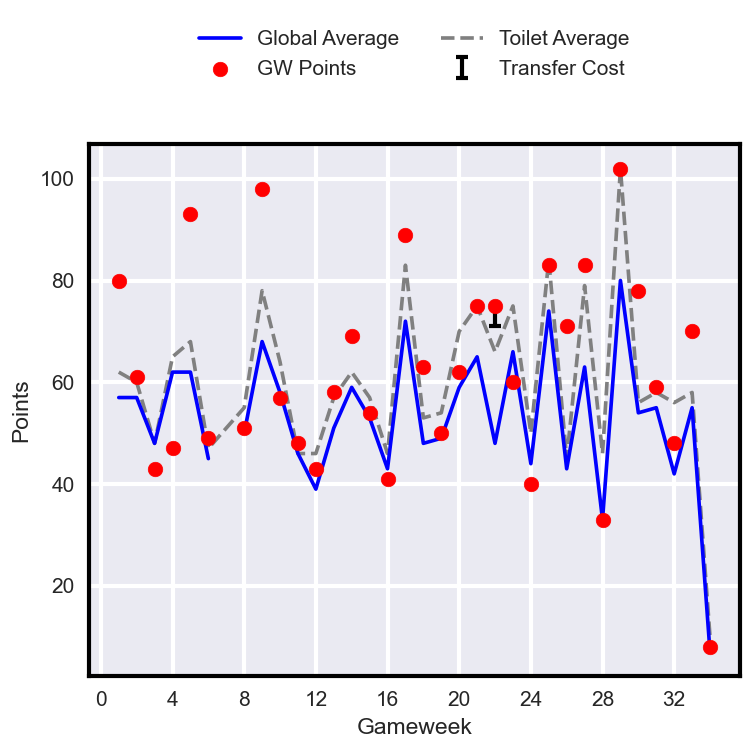 Global Average
Toilet Average
GW Points
Transfer Cost
100
80
60
40
20
Points
0 4 8 12 16 20 24 28 32
Gameweek